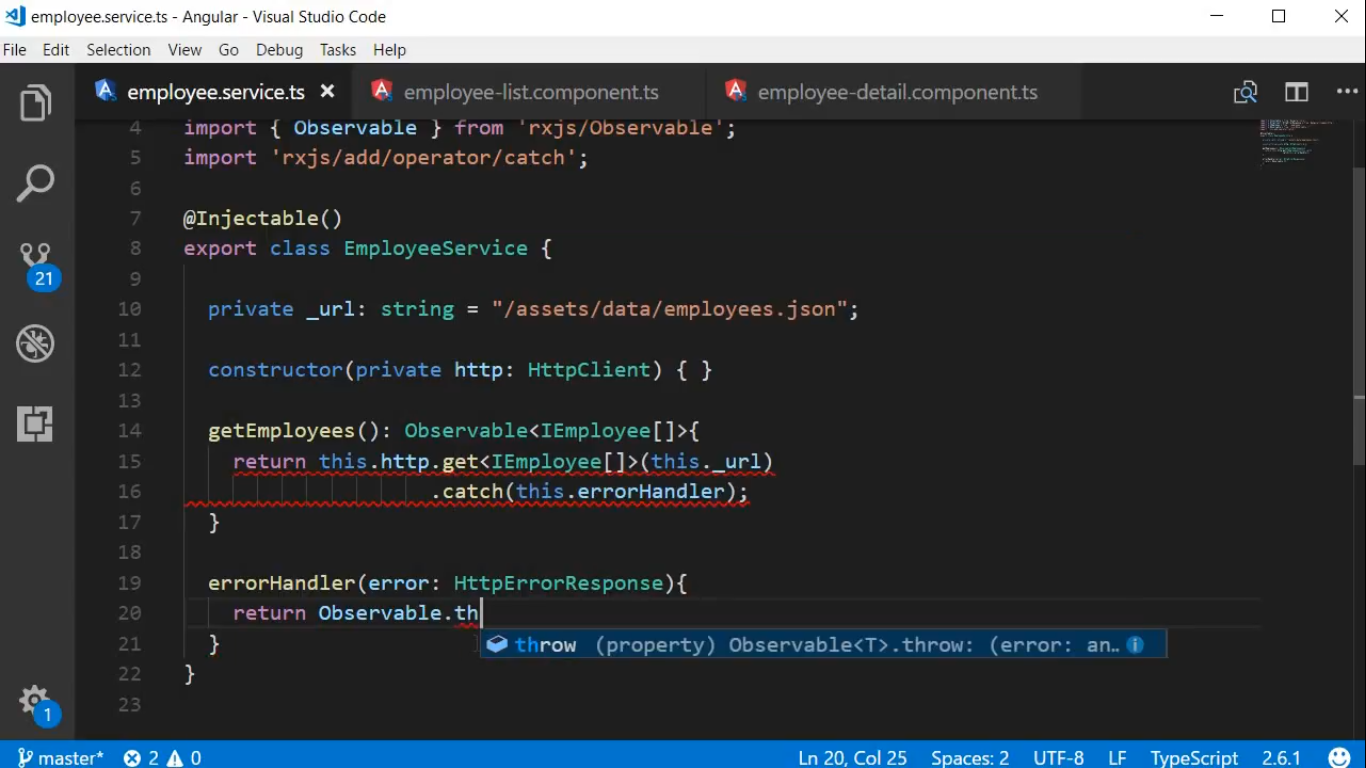 employee.service.ts - Angular - Visual Studio Code
File Edit Selection View Go Debug Tasks Help
employee.service.ts employee-list.component.ts employee-detail.component.ts
4 import { Observable } from 'rxjs/Observable';
5 import 'rxjs/add/operator/catch';
6
7 @Injectable()
8 export class EmployeeService {
9
10 private _url: string = "/assets/data/employees.json";
11
12 constructor(private http: HttpClient) { }
13
14 getEmployees(): Observable<IEmployee[]>{
15 return this.http.get<IEmployee[]>(this._url)
16 .catch(this.errorHandler);
17 }
18
19 errorHandler(error: HttpErrorResponse){
20 return Observable.th
21 }
throw (property) Observable<T>.throw: (error: an…
22 }
23
21
1
master* 2 0 Ln 20, Col 25 Spaces: 2 UTF-8 LF TypeScript 2.6.1